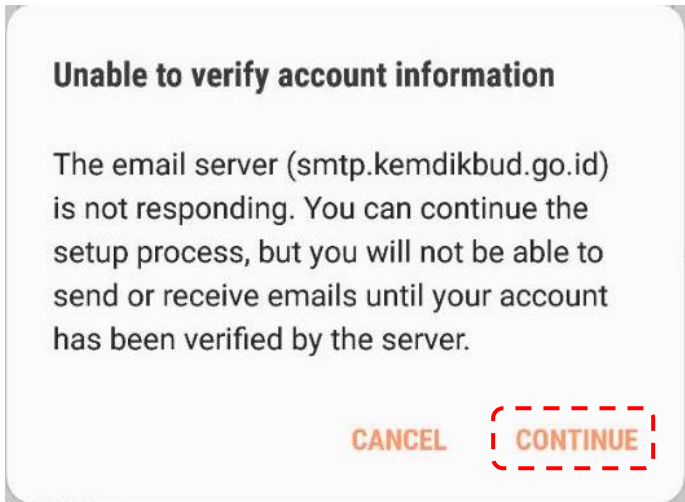 Unable to verify account information
The email server (smtp.kemdikbud.go.id)
is not responding. You can continue the
setup process, but you will not be able to
send or receive emails until your account
has been verified by the server.
CANCEL CONTINUE